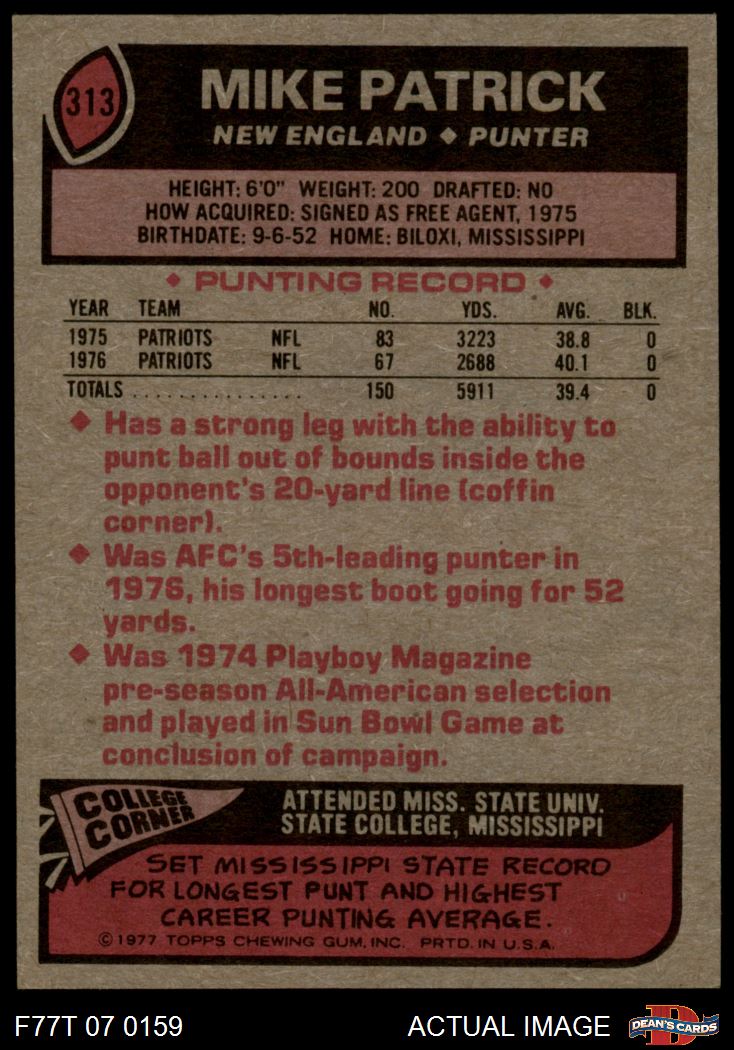 313
MIKE PATRICK
NEW ENGLAND ◆ PUNTER
HEIGHT: 6'0" WEIGHT: 200 DRAFTED: NO
HOW ACQUIRED: SIGNED AS FREE AGENT, 1975
BIRTHDATE: 9-6-52 HOME: BILOXI, MISSISSIPPI
◆ PUNTING RECORD ◆
YEAR TEAM NO. YDS. AVG. BLK.
1975 PATRIOTS NFL 83 3223 38.8 0
1976 PATRIOTS NFL 67 2688 40.1 0
TOTALS ................ 150 5911 39.4 0
◆ Has a strong leg with the ability to
punt ball out of bounds inside the
opponent's 20-yard line (coffin
corner).
◆ Was AFC's 5th-leading punter in
1976, his longest boot going for 52
yards.
◆ Was 1974 Playboy Magazine
pre-season All-American selection
and played in Sun Bowl Game at
conclusion of campaign.
COLLEGE
CORNER
ATTENDED MISS. STATE UNIV.
STATE COLLEGE, MISSISSIPPI
SET MISSISSIPPI STATE RECORD
FOR LONGEST PUNT AND HIGHEST
CAREER PUNTING AVERAGE.
©1977 TOPPS CHEWING GUM, INC. PRTD. IN U.S.A.
F77T 07 0159 ACTUAL IMAGE
D
DEAN'S CARDS